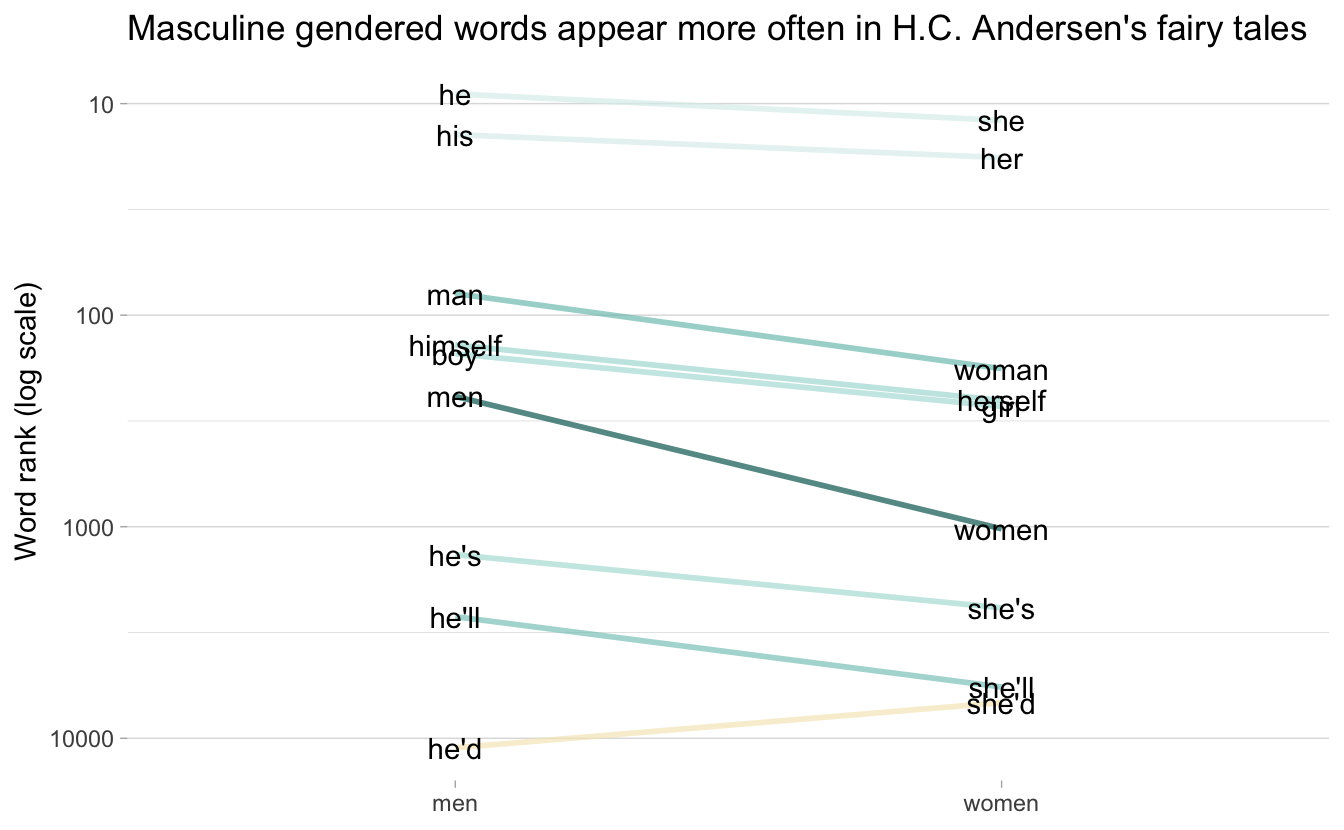 Masculine gendered words appear more often in H.C. Andersen's fairy tales
Word rank (log scale)
10
100
1000
10000
he
she
his
her
man
woman
himself
herself
boy
girl
men
women
he's
she's
he'll
she'll
he'd
she'd
men
women